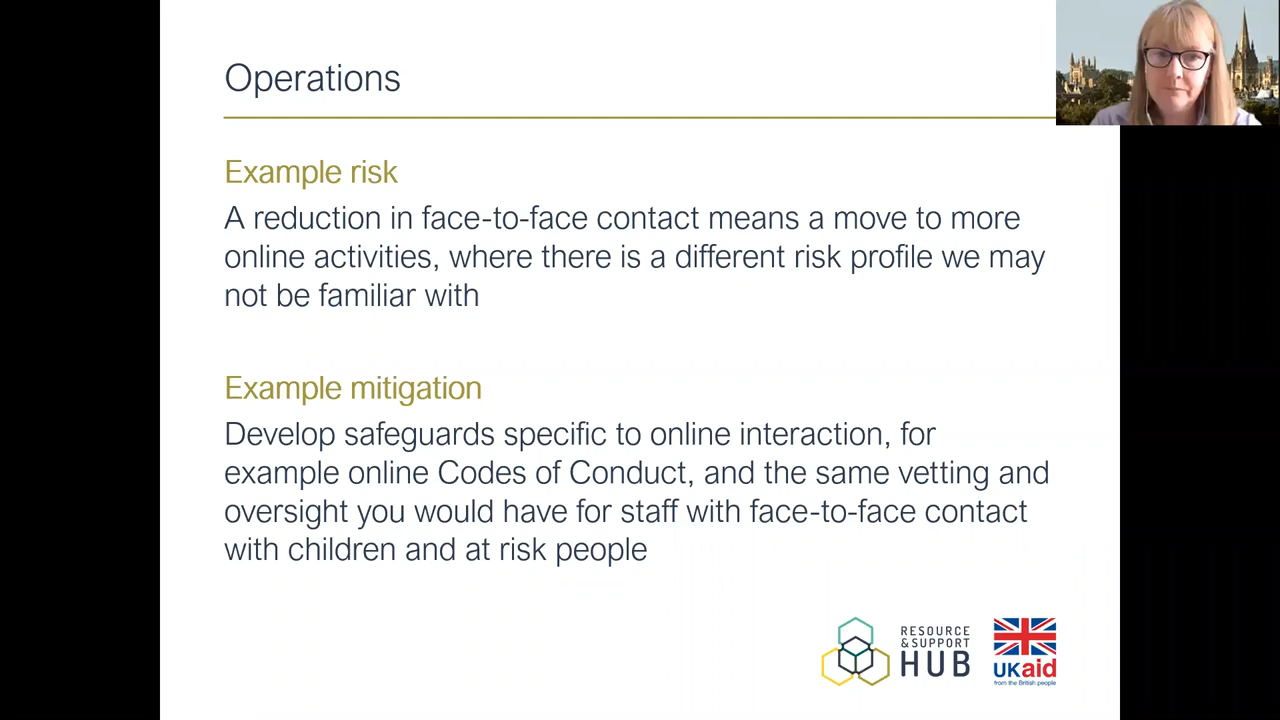 Operations
Example risk
A reduction in face-to-face contact means a move to more
online activities, where there is a different risk profile we may
not be familiar with
Example mitigation
Develop safeguards specific to online interaction, for
example online Codes of Conduct, and the same vetting and
oversight you would have for staff with face-to-face contact
with children and at risk people
RESOURCE
& SUPPORT
HUB
UKaid
from the British people